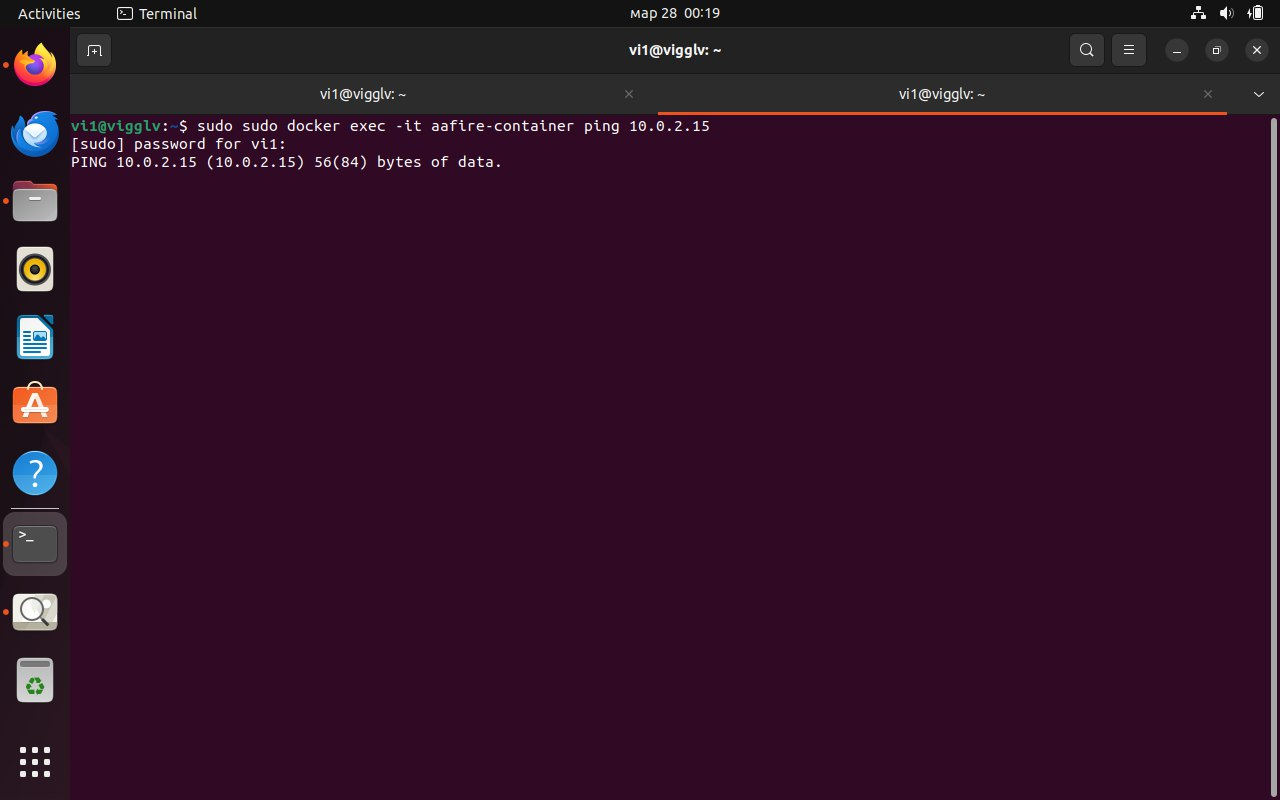 Activities
Terminal
мар 28 00:19
vi1@vigglv: ~
vi1@vigglv: ~
vi1@vigglv: ~
vi1@vigglv:~$ sudo sudo docker exec -it aafire-container ping 10.0.2.15
[sudo] password for vi1:
PING 10.0.2.15 (10.0.2.15) 56(84) bytes of data.